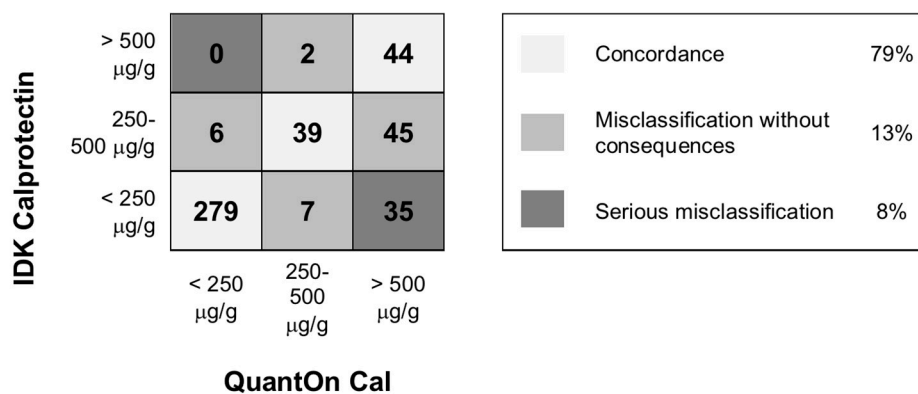 > 500
μg/g
0
2
44
250-
500 μg/g
6
39
45
< 250
μg/g
279
7
35
IDK Calprotectin
< 250
μg/g
250-
500
μg/g
> 500
μg/g
QuantOn Cal
Concordance 79%
Misclassification without
consequences
13%
Serious misclassification 8%